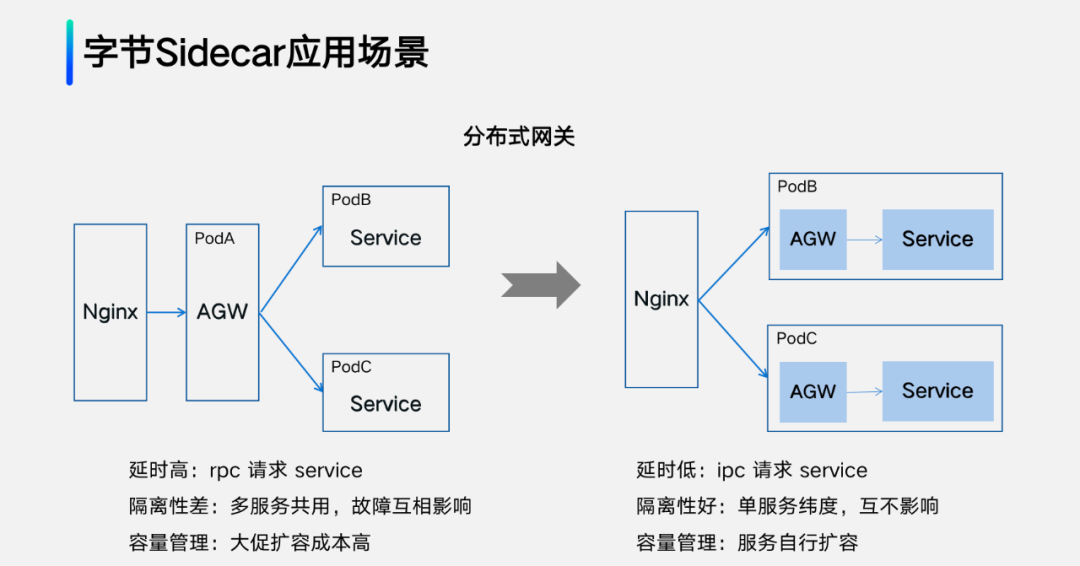 字节Sidecar应用场景
分布式网关
Nginx
PodA
AGW
PodB
Service
PodC
Service
Nginx
PodB
AGW
Service
PodC
AGW
Service
延时高：rpc 请求 service
隔离性差：多服务共用，故障互相影响
容量管理：大促扩容成本高
延时低：ipc 请求 service
隔离性好：单服务纬度，互不影响
容量管理：服务自行扩容